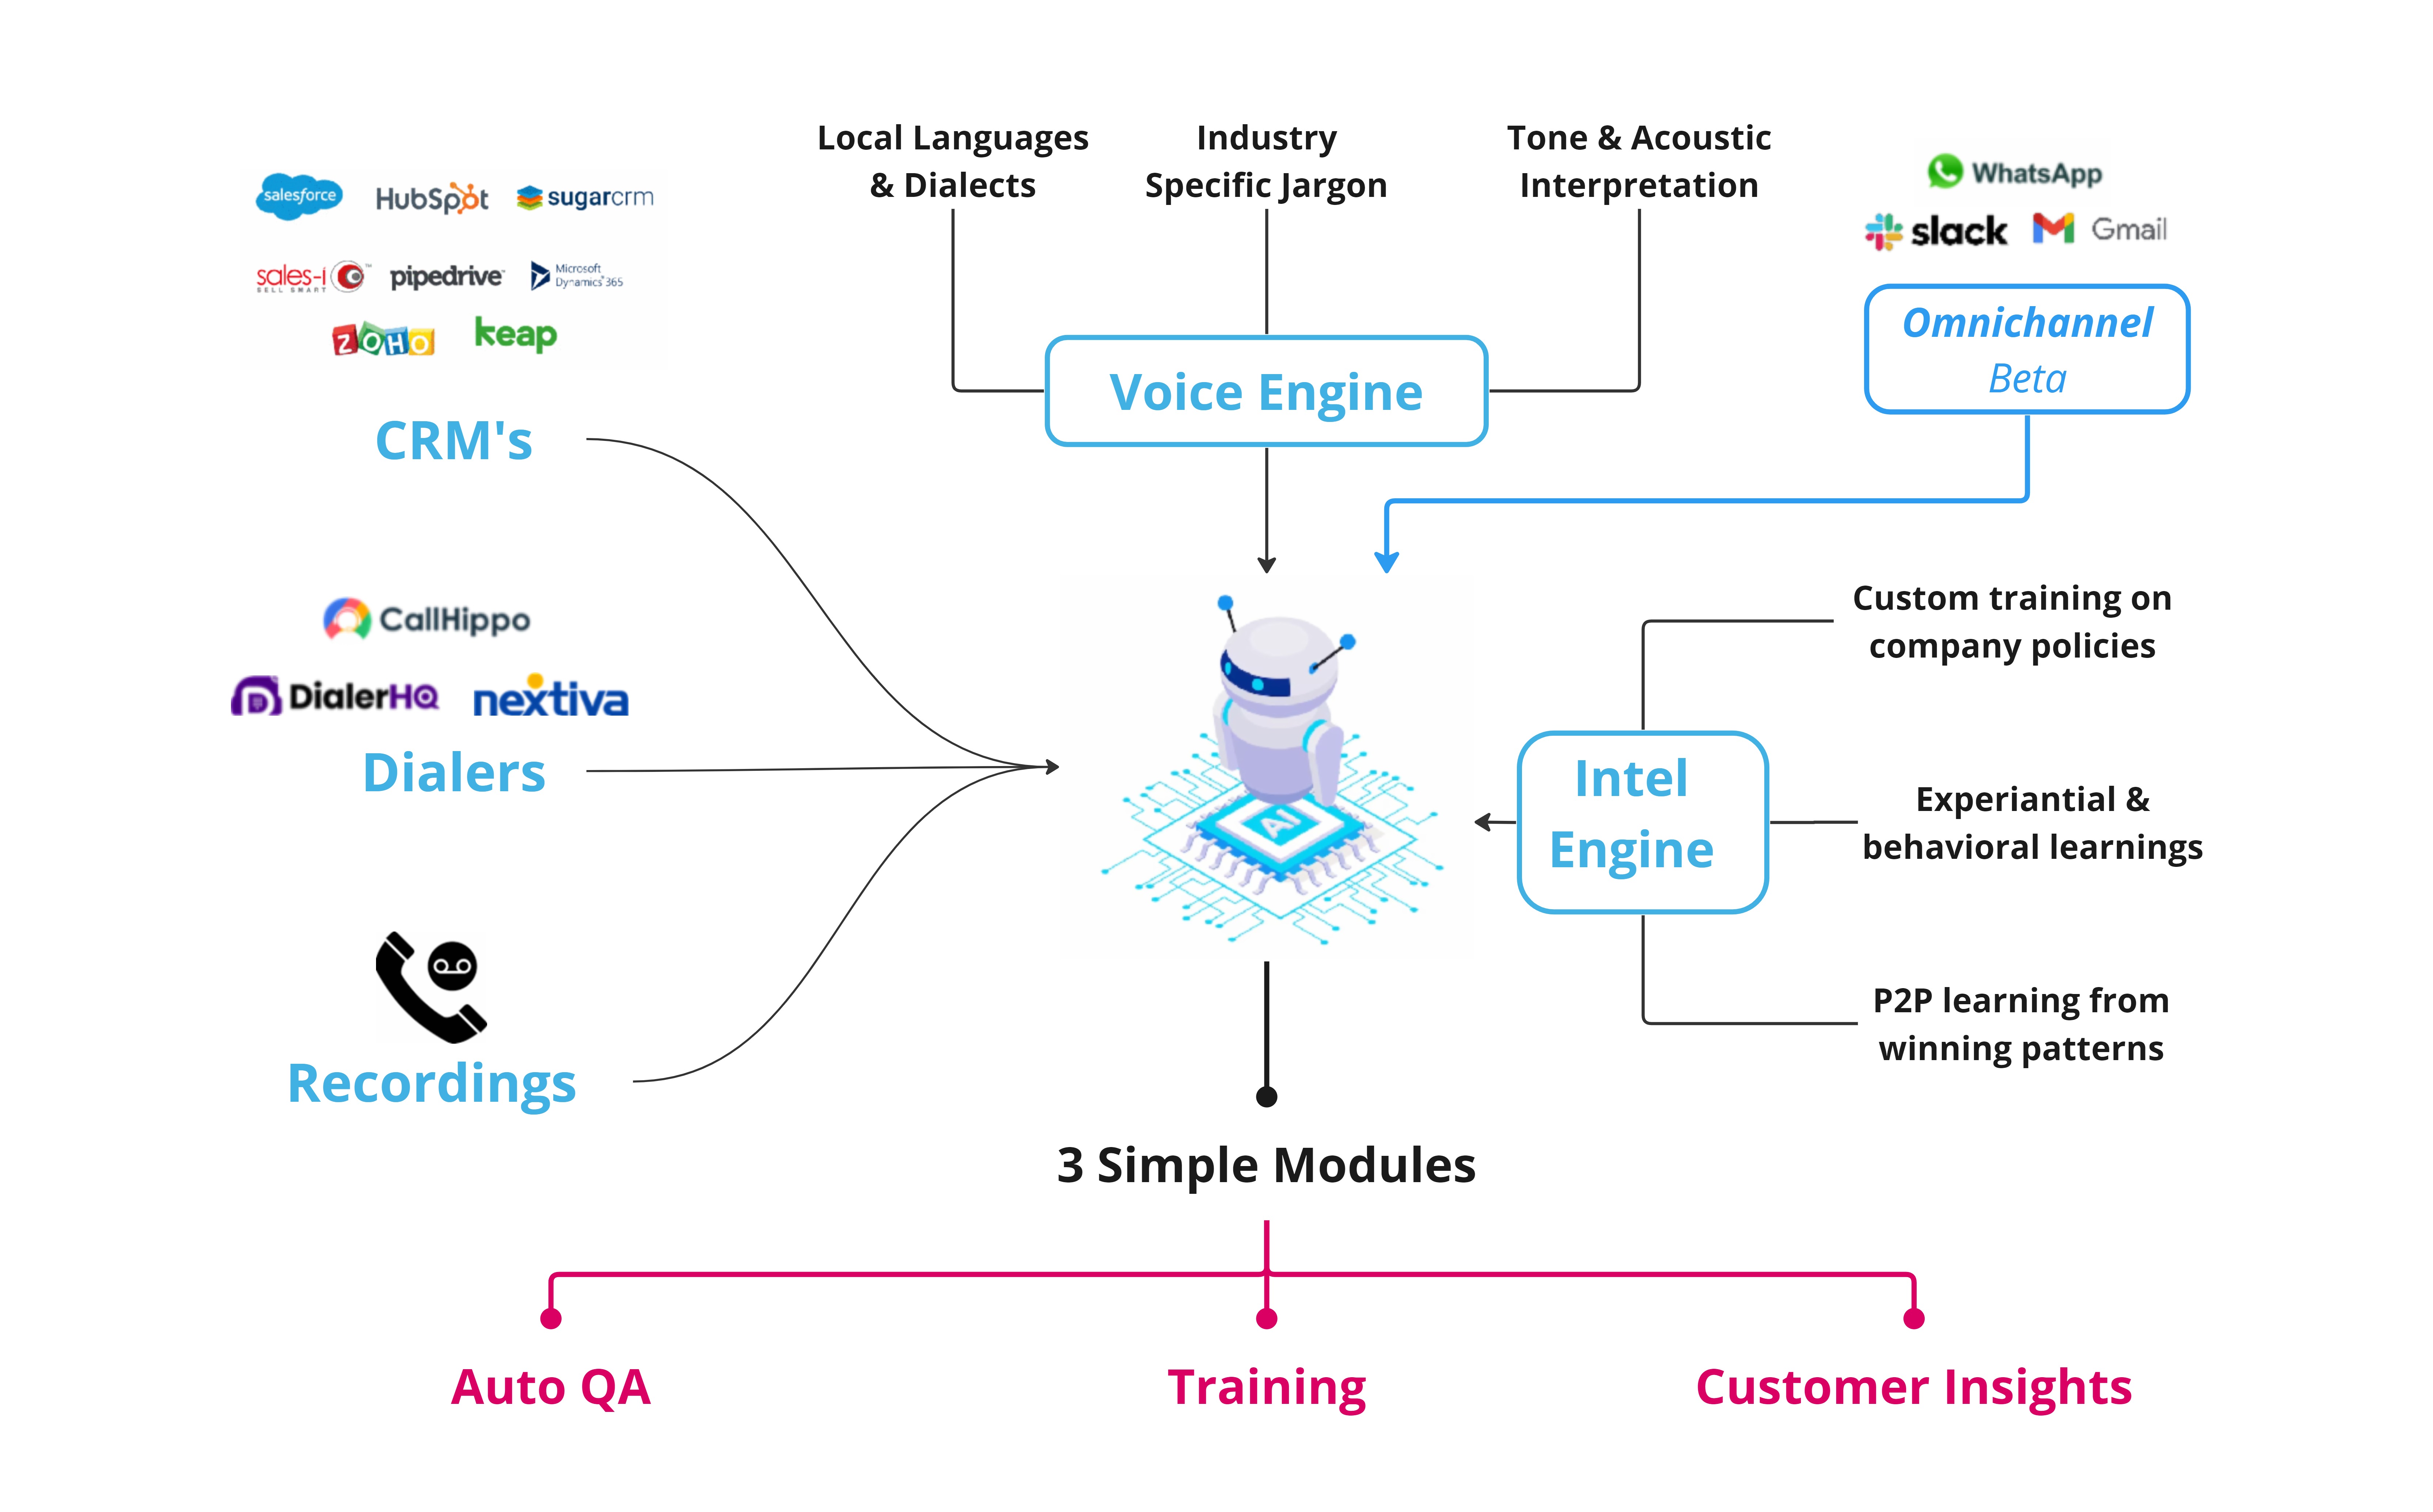 Local Languages
& Dialects
Industry
Specific Jargon
Tone & Acoustic
Interpretation
WhatsApp
slack
Gmail
Omnichannel
Beta
salesforce
HubSpot
sugarcrm
sales-i
SELL SMART
pipedrive
Microsoft
Dynamics 365
ZOHO
keap
CRM's
Voice Engine
CallHippo
DialerHQ
nextiva
Dialers
Recordings
AI
Custom training on
company policies
Intel
Engine
Experiantial &
behavioral learnings
P2P learning from
winning patterns
3 Simple Modules
Auto QA
Training
Customer Insights